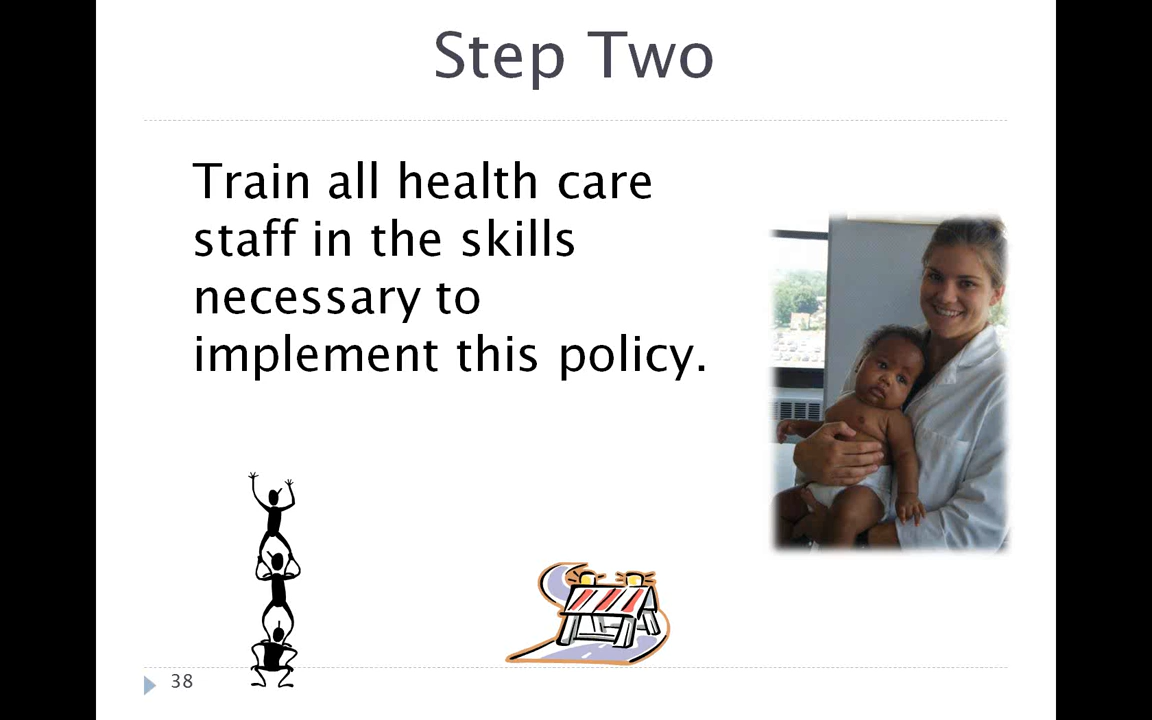 Step Two
Train all health care
staff in the skills
necessary to
implement this policy.
38